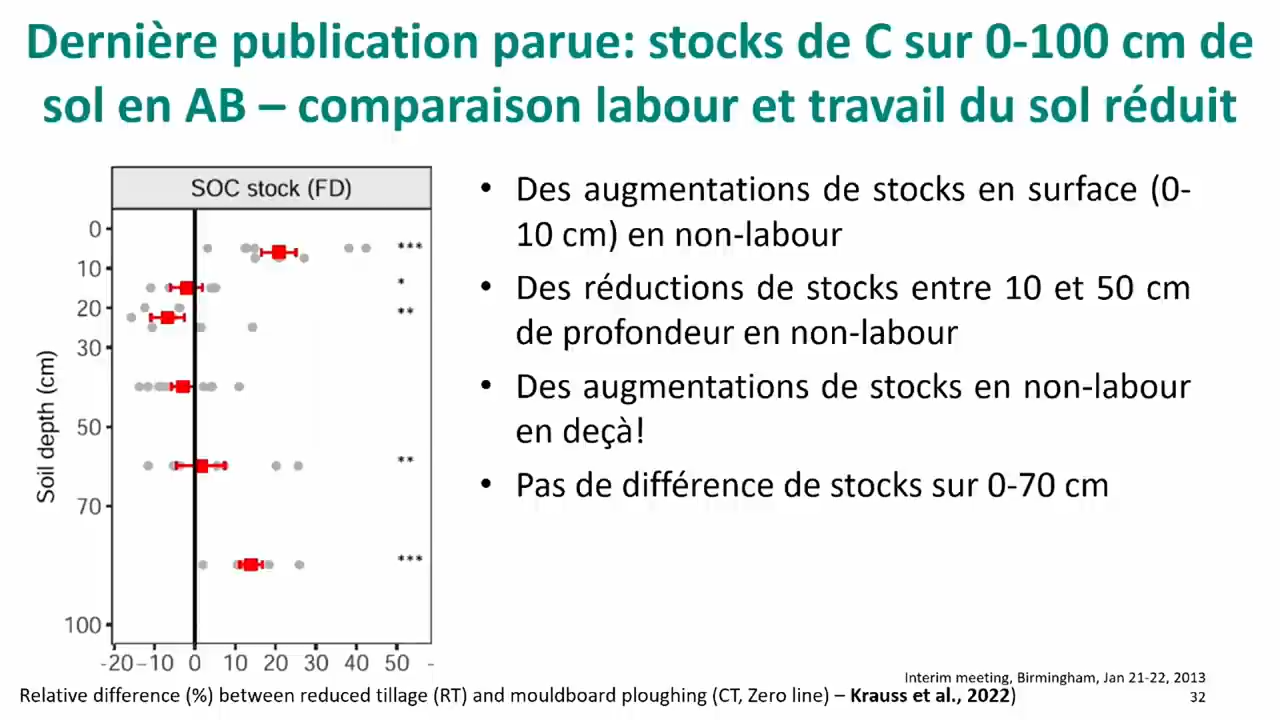 Dernière publication parue: stocks de C sur 0-100 cm de
sol en AB – comparaison labour et travail du sol réduit
SOC stock (FD)
Soil depth (cm)
0
10
20
30
50
70
100
***
*
**
**
***
-20 -10 0 10 20 30 40 50 -
• Des augmentations de stocks en surface (0-
10 cm) en non-labour
• Des réductions de stocks entre 10 et 50 cm
de profondeur en non-labour
• Des augmentations de stocks en non-labour
en deçà!
• Pas de différence de stocks sur 0-70 cm
Interim meeting, Birmingham, Jan 21-22, 2013
Relative difference (%) between reduced tillage (RT) and mouldboard ploughing (CT, Zero line) – Krauss et al., 2022)
32